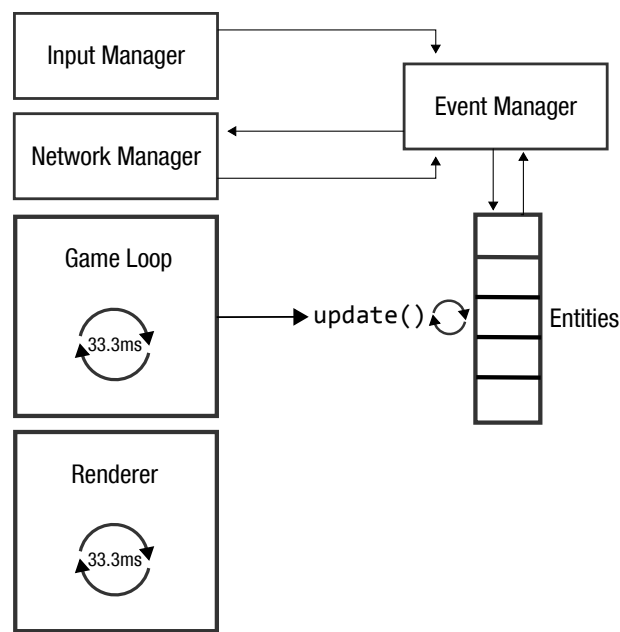 Input Manager
Event Manager
Network Manager
Game Loop
33.3ms
update()
Entities
Renderer
33.3ms